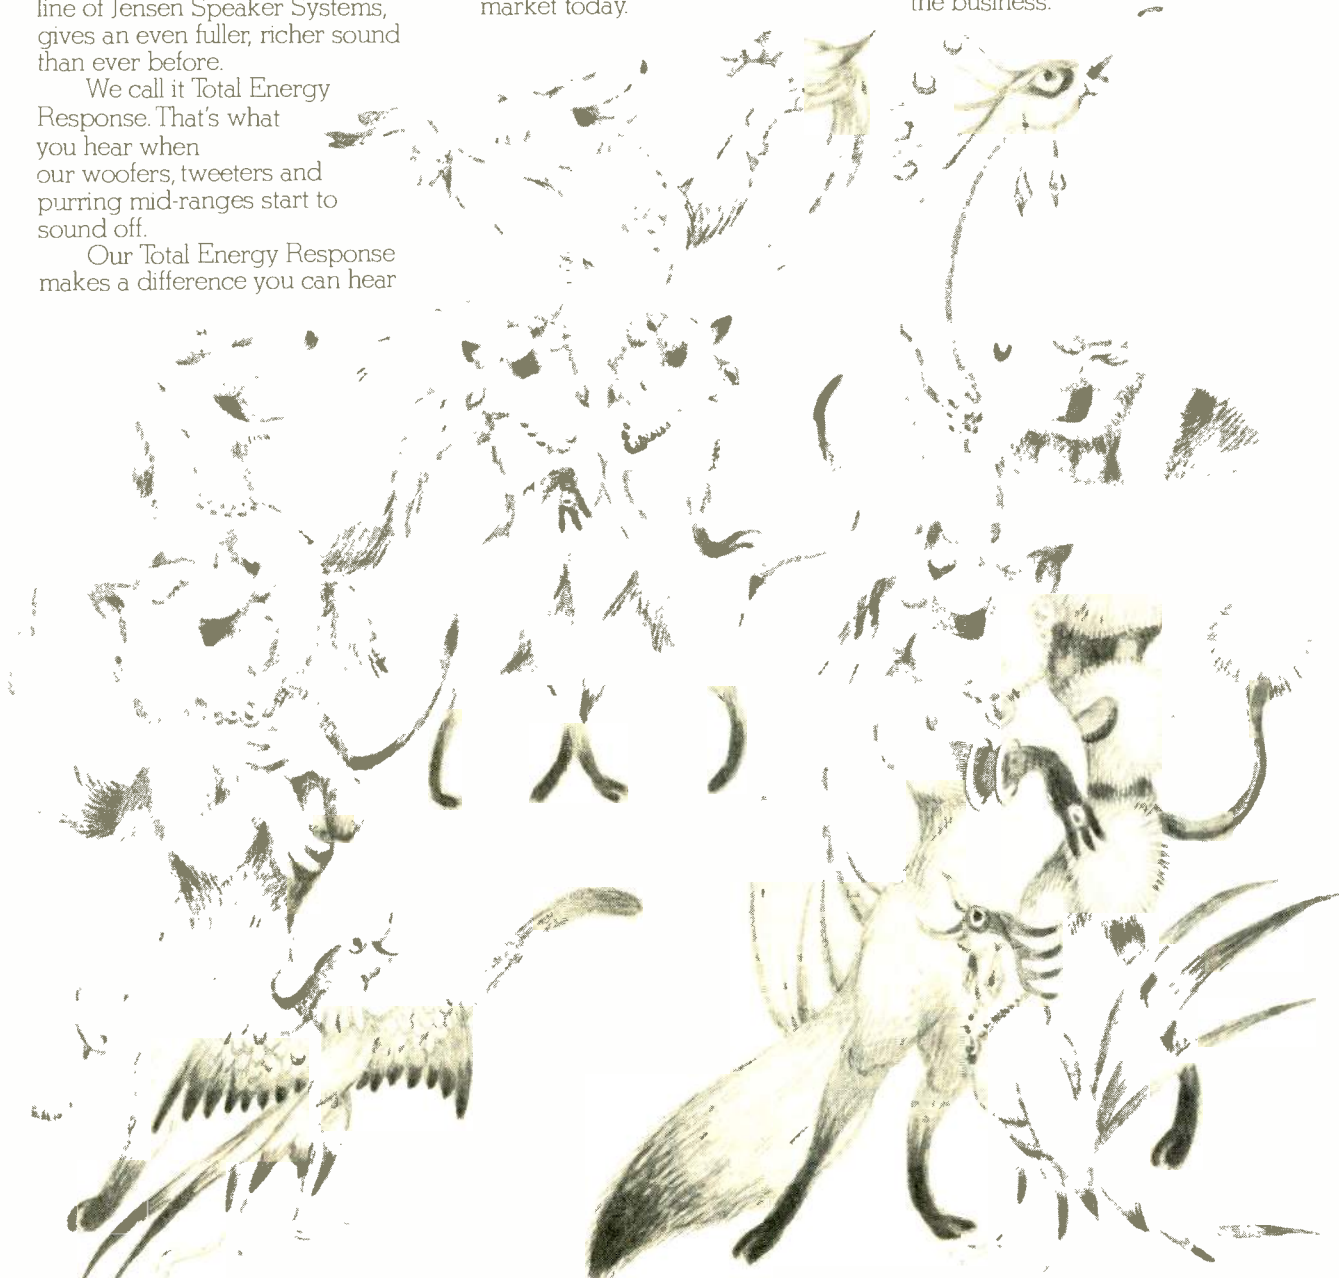 line of Jensen Speaker Systems,
gives an even fuller, richer sound
than ever before.
We call it Total Energy
Response. That's what
you hear when
our woofers, tweeters and
purring mid-ranges start to
sound off.
Our Total Energy Response
makes a difference you can hear
market today.
the business.